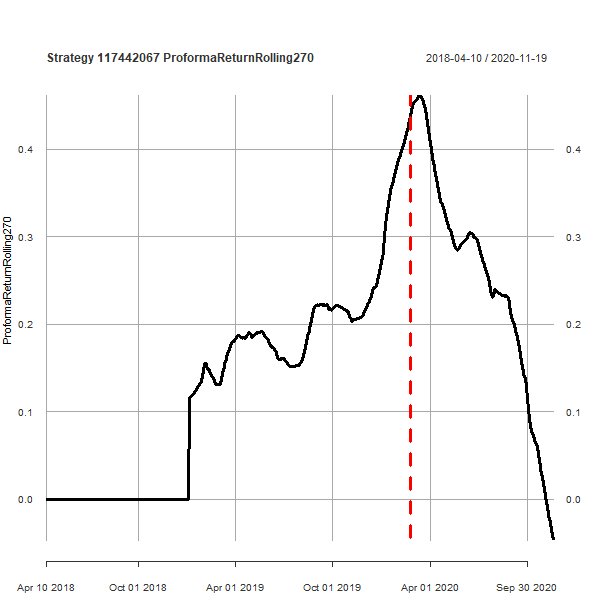 Strategy 117442067 ProformaReturnRolling270
2018-04-10 / 2020-11-19
ProformaReturnRolling270
0.4
0.4
0.3
0.3
0.2
0.2
0.1
0.1
0.0
0.0
Apr 10 2018
Oct 01 2018
Apr 01 2019
Oct 01 2019
Apr 01 2020
Sep 30 2020